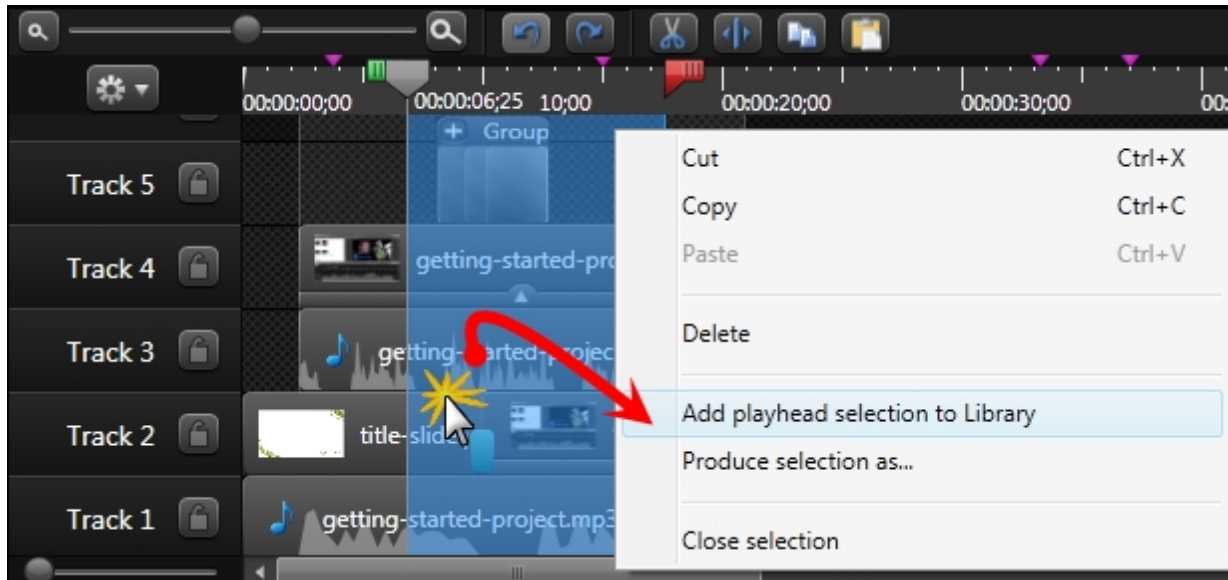 00:00:00;00 00:00:06;25 10;00 00:00:20;00 00:00:30;00 00:
+ Group
Track 5
Track 4 getting-started-pro
Track 3 getting-started-projec
Track 2 title-slide
Track 1 getting-started-project.mp3
Cut Ctrl+X
Copy Ctrl+C
Paste Ctrl+V
Delete
Add playhead selection to Library
Produce selection as...
Close selection